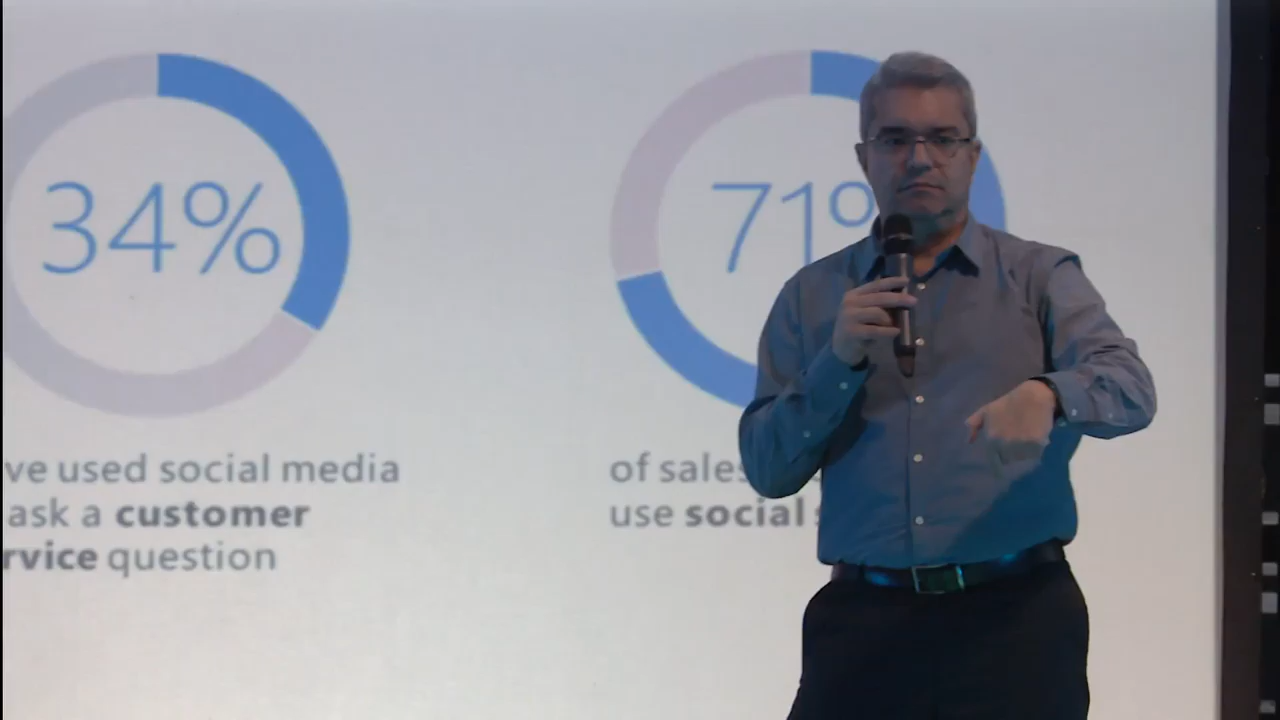 34%
ve used social media
ask a customer
rvice question
71%
of sales
use social